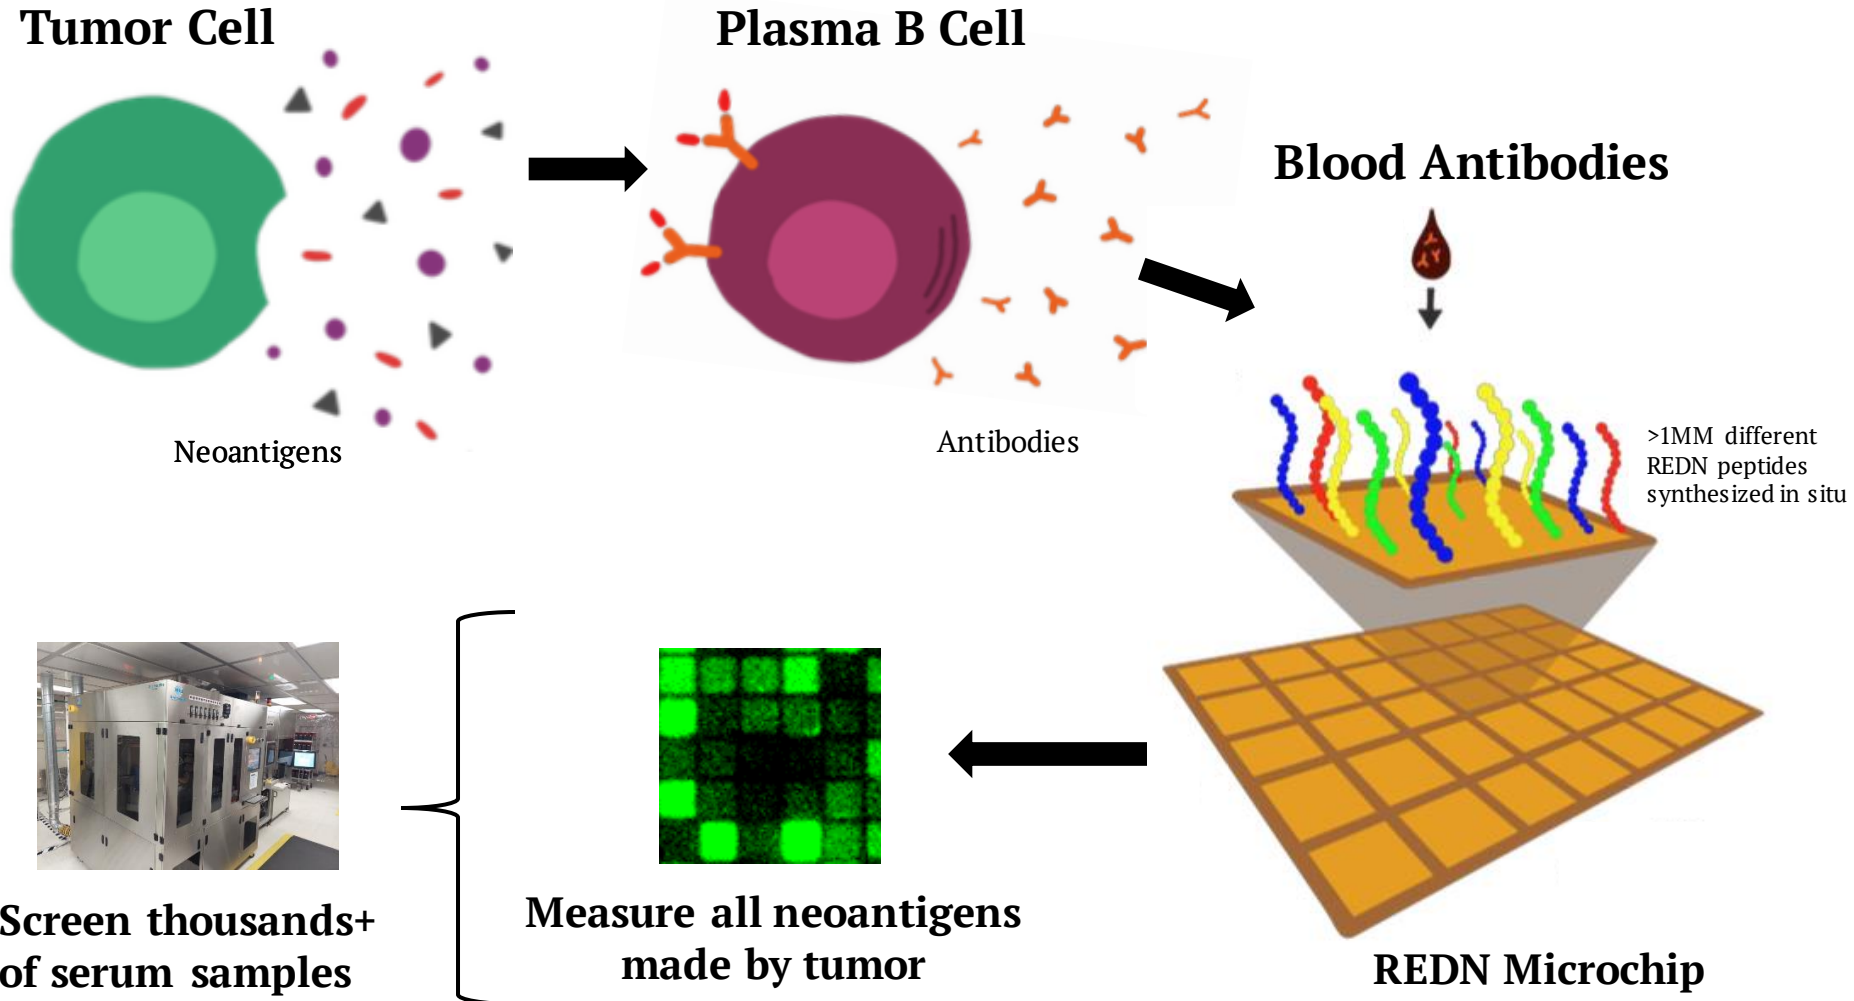 Tumor Cell
Plasma B Cell
Blood Antibodies
Neoantigens
Antibodies
>1MM different
REDN peptides
synthesized in situ
Screen thousands+
of serum samples
Measure all neoantigens
made by tumor
REDN Microchip